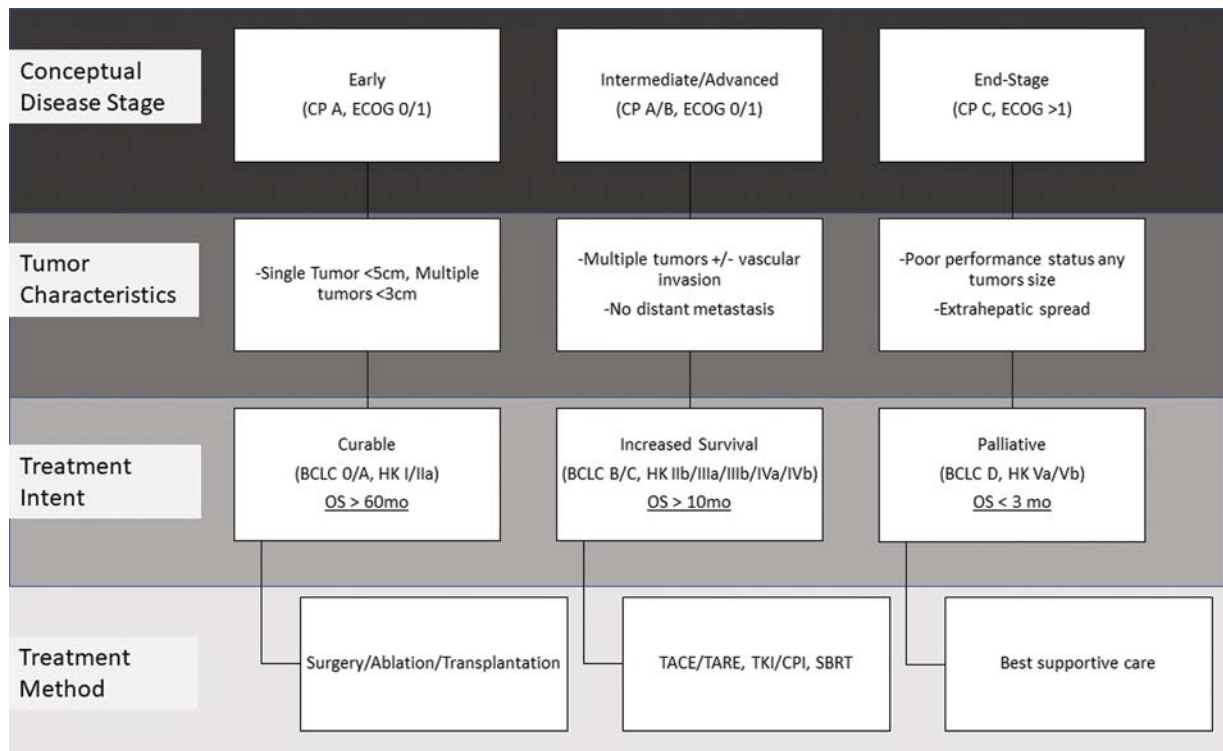 Conceptual
Disease Stage
Early
(CP A, ECOG 0/1)
Intermediate/Advanced
(CP A/B, ECOG 0/1)
End-Stage
(CP C, ECOG >1)
Tumor
Characteristics
-Single Tumor <5cm, Multiple
tumors <3cm
-Multiple tumors +/- vascular
invasion
-No distant metastasis
-Poor performance status any
tumors size
-Extrahepatic spread
Treatment
Intent
Curable
(BCLC 0/A, HK I/IIa)
OS > 60mo
Increased Survival
(BCLC B/C, HK IIb/IIIa/IIIb/IVa/IVb)
OS > 10mo
Palliative
(BCLC D, HK Va/Vb)
OS < 3 mo
Treatment
Method
Surgery/Ablation/Transplantation
TACE/TARE, TKI/CPI, SBRT
Best supportive care